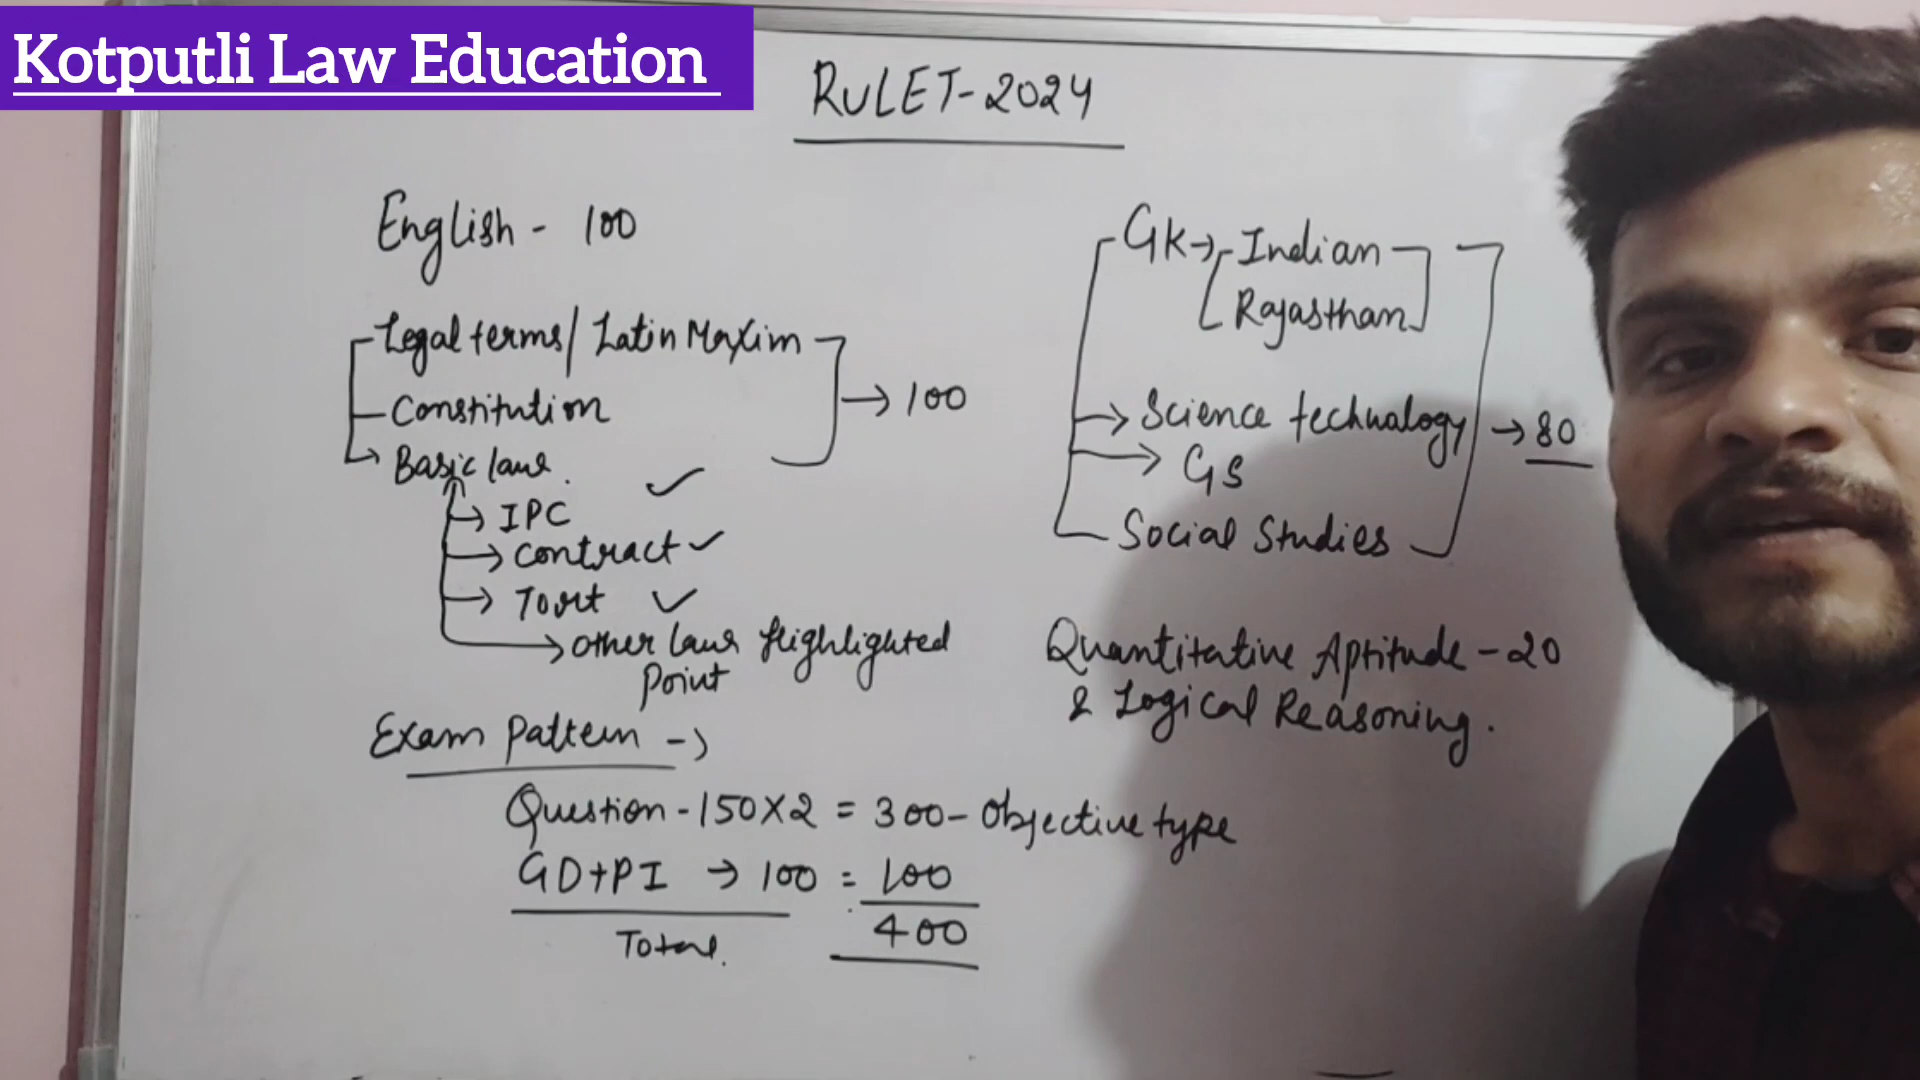 Kotputli Law Education
RULET-2024
English - 100
Legal terms/ Latin Maxim
Constitution
→ 100
Basic laws
→ IPC ✓
→ Contract ✓
→ Tort ✓
→ other laws Highlighted
Point
GK → Indian
Rajasthan
→ Science technology → 80
→ GS
Social Studies
Quantitative Aptitude - 20
& Logical Reasoning.
Exam Pattern →
Question - 150 X 2 = 300 - Objective type
GD+PI → 100 = 100
Total. 400